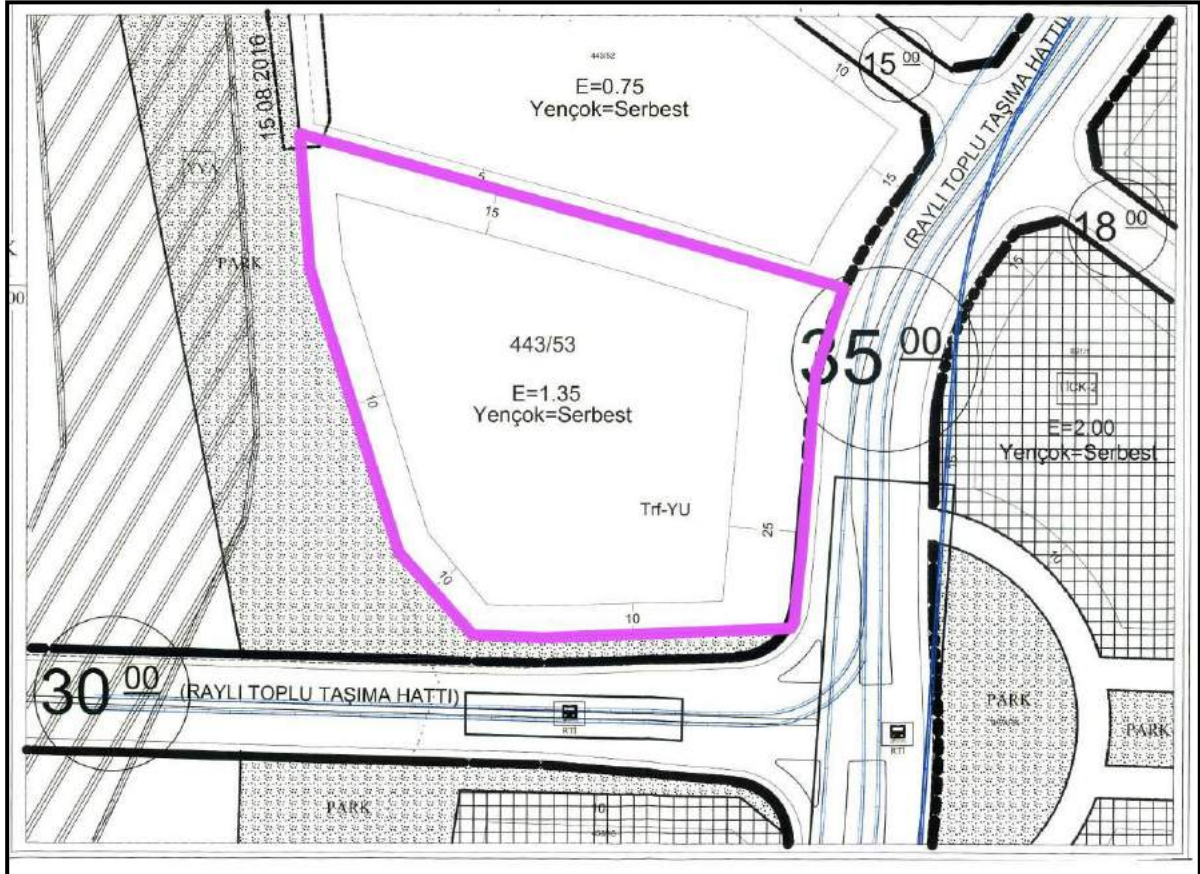 15.08.2016
443/52
E=0.75
Yençok=Serbest
10
15 00
(RAYLI TOPLU TAŞIMA HATTI)
15
5
15
18 00
PARK
15
35 00
443/53
E=1.35
Yençok=Serbest
10
TİCK-2
E=2.00
Yençok=Serbest
15
Trf-YU
25
10
10
10
30 00 (RAYLI TOPLU TAŞIMA HATTI)
RTİ
RTİ
PARK
PARK
PARK
10